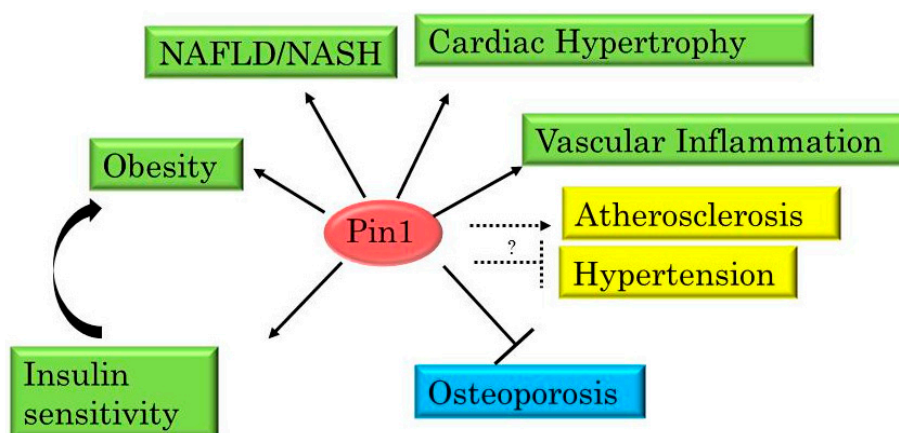 NAFLD/NASH
Cardiac Hypertrophy
Vascular Inflammation
Obesity
Pin1
Atherosclerosis
?
Hypertension
Insulin
sensitivity
Osteoporosis